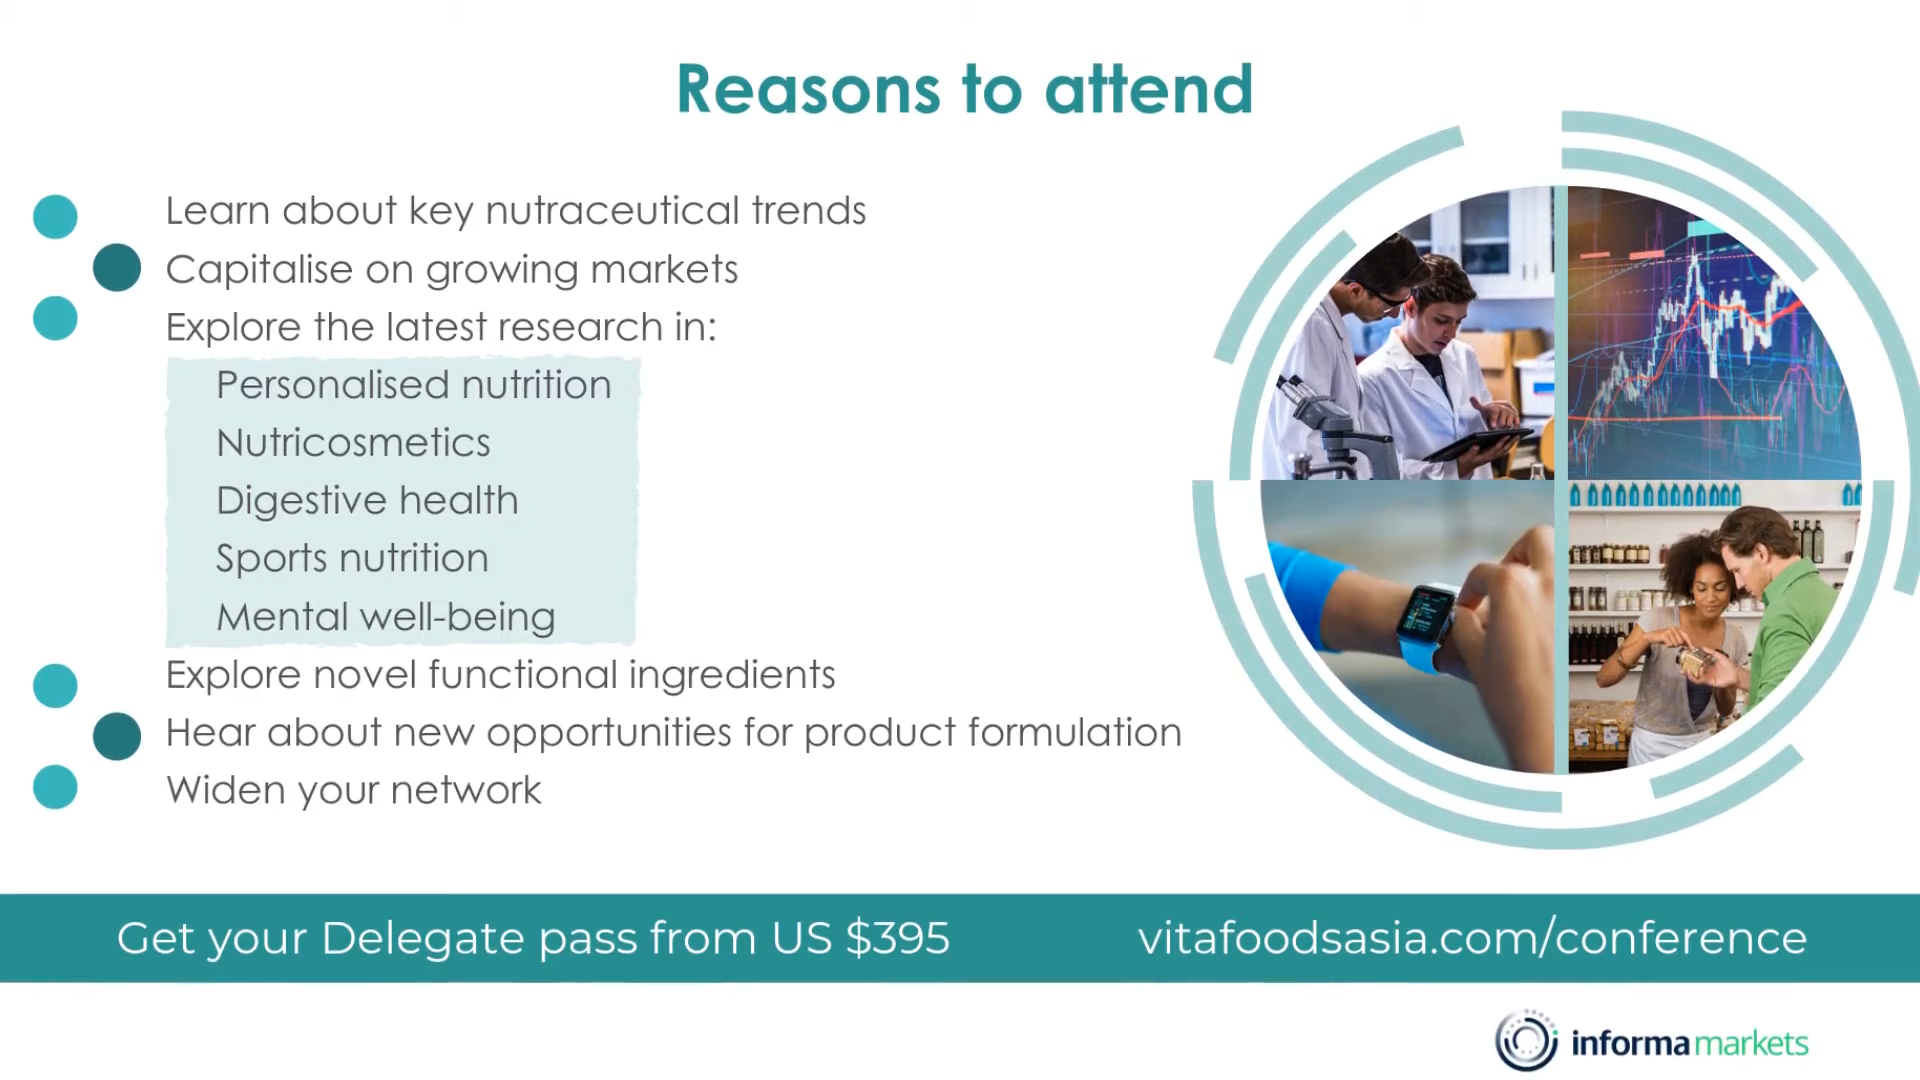 Reasons to attend
Learn about key nutraceutical trends
Capitalise on growing markets
Explore the latest research in:
Personalised nutrition
Nutricosmetics
Digestive health
Sports nutrition
Mental well-being
Explore novel functional ingredients
Hear about new opportunities for product formulation
Widen your network
Get your Delegate pass from US $395
vitafoodsasia.com/conference
informa markets